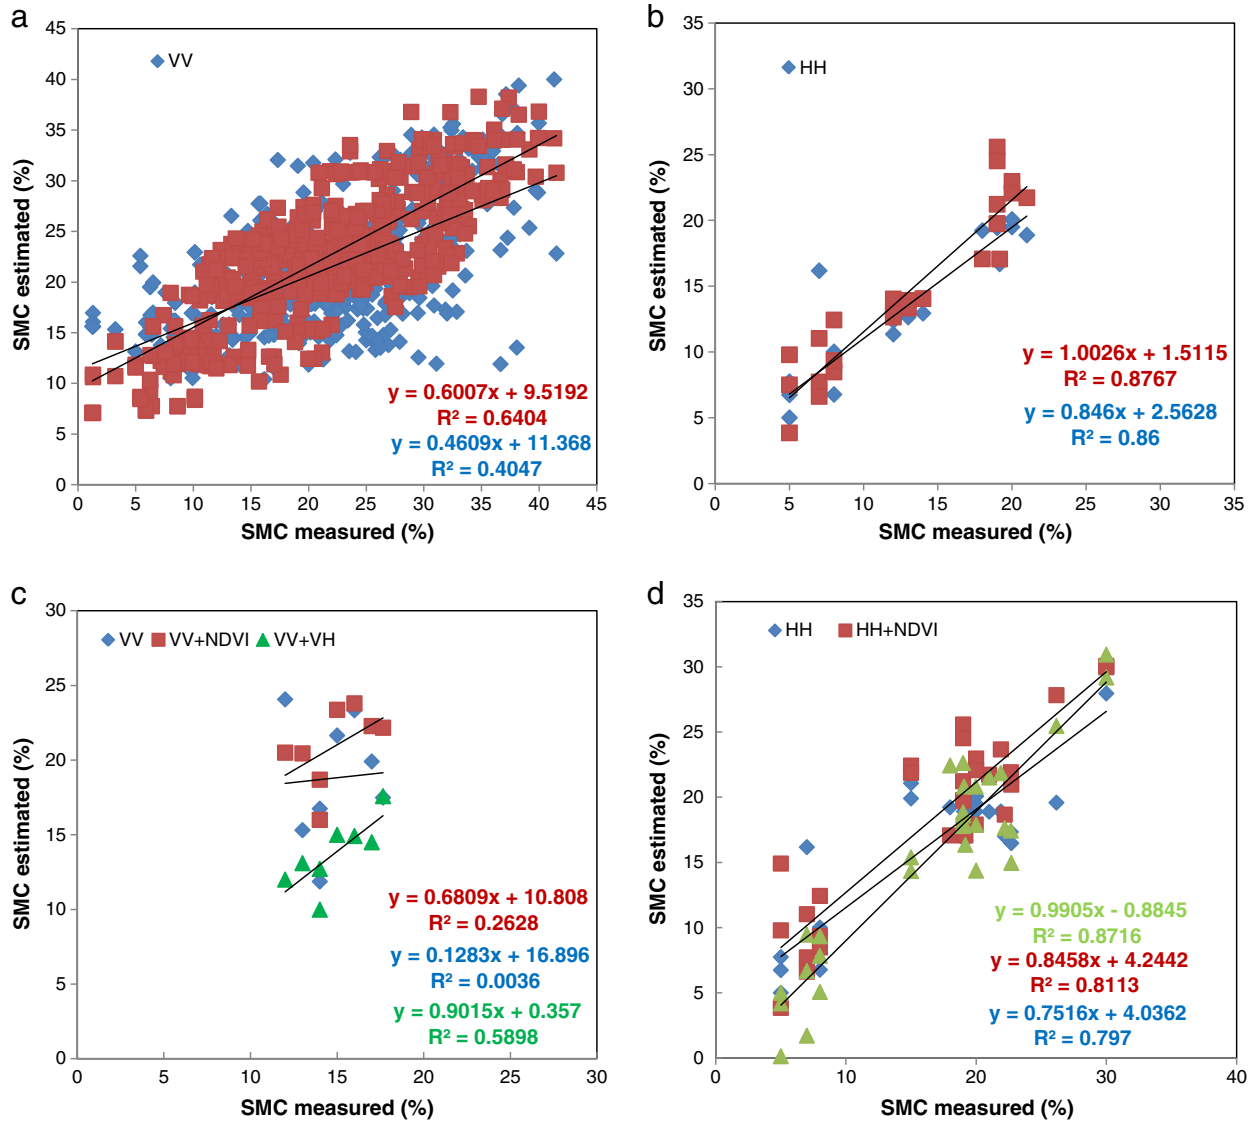 a
45
40
35
30
25
20
15
10
5
0
SMC estimated (%)
VV
y = 0.6007x + 9.5192
R² = 0.6404
y = 0.4609x + 11.368
R² = 0.4047
0 5 10 15 20 25 30 35 40 45
SMC measured (%)
b
35
30
25
20
15
10
5
0
SMC estimated (%)
HH
y = 1.0026x + 1.5115
R² = 0.8767
y = 0.846x + 2.5628
R² = 0.86
0 5 10 15 20 25 30 35
SMC measured (%)
c
30
25
20
15
10
5
0
SMC estimated (%)
VV VV+NDVI VV+VH
y = 0.6809x + 10.808
R² = 0.2628
y = 0.1283x + 16.896
R² = 0.0036
y = 0.9015x + 0.357
R² = 0.5898
0 5 10 15 20 25 30
SMC measured (%)
d
35
30
25
20
15
10
5
0
SMC estimated (%)
HH HH+NDVI
y = 0.9905x - 0.8845
R² = 0.8716
y = 0.8458x + 4.2442
R² = 0.8113
y = 0.7516x + 4.0362
R² = 0.797
0 10 20 30 40
SMC measured (%)